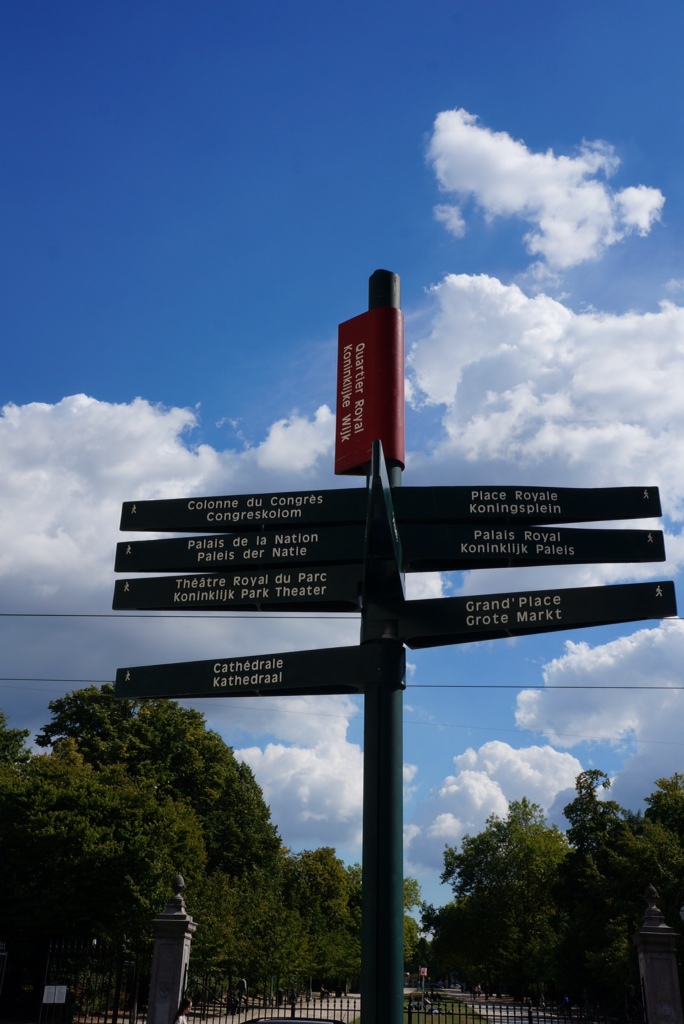 Quartier Royal
Koninklijke Wijk
Colonne du Congrès
Congreskolom
Palais de la Nation
Paleis der Natie
Théâtre Royal du Parc
Koninklijk Park Theater
Cathédrale
Kathedraal
Place Royale
Koningsplein
Palais Royal
Koninklijk Paleis
Grand'Place
Grote Markt